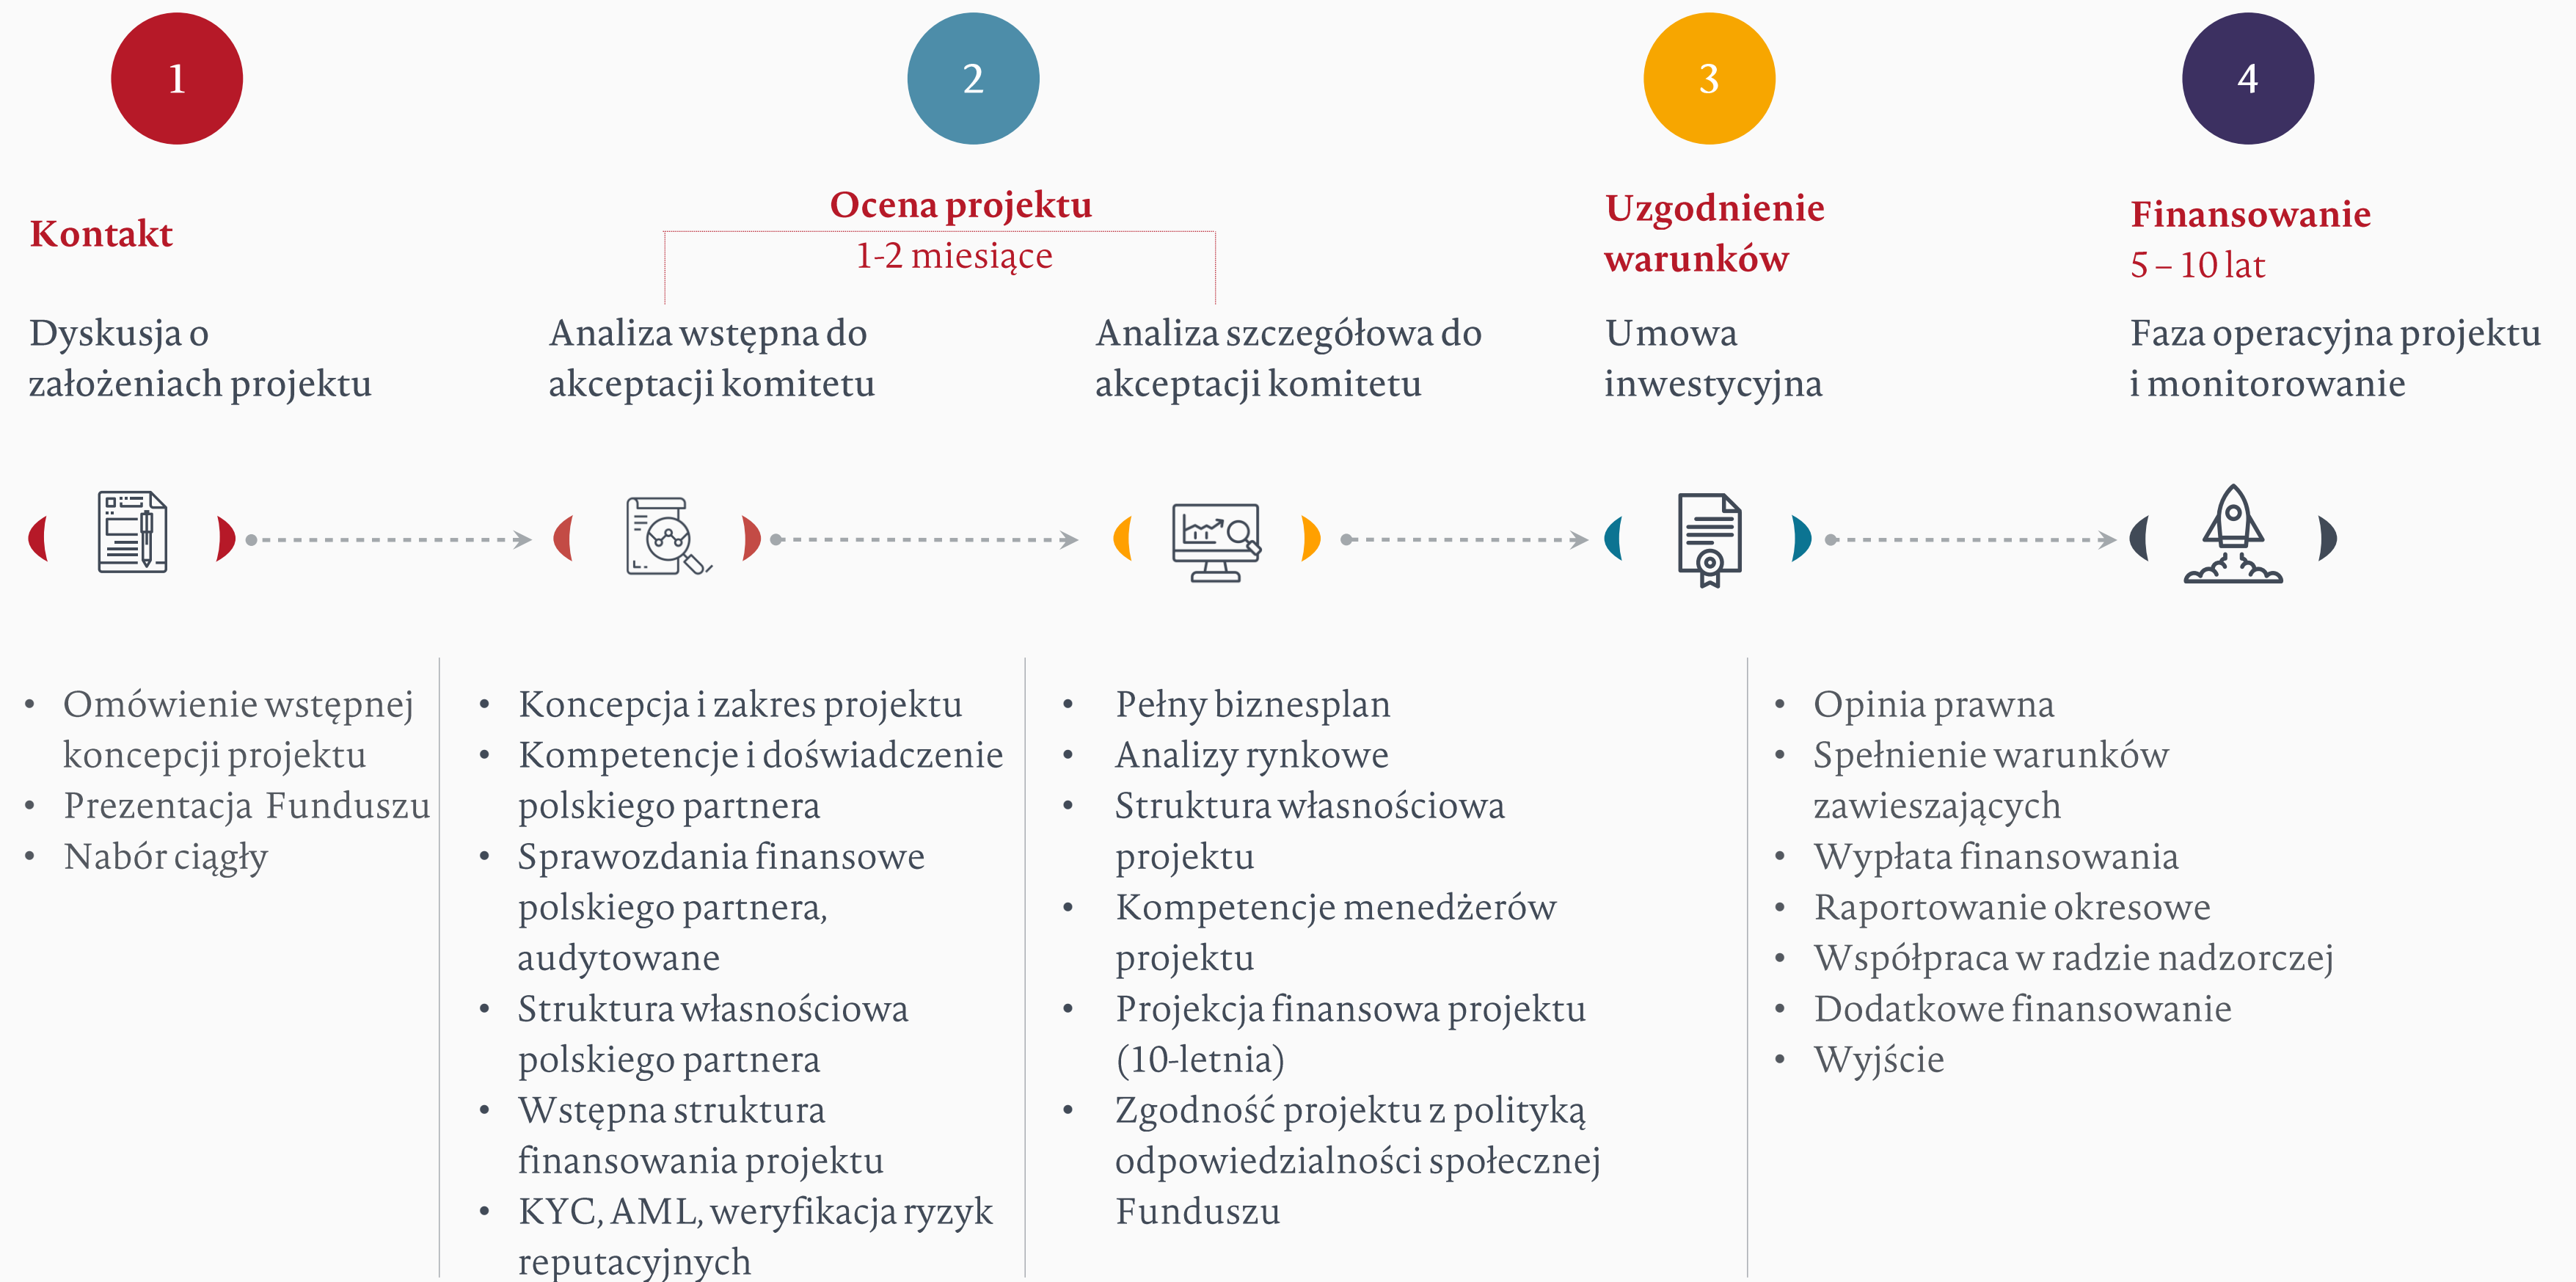 1
2
3
4
Kontakt
Ocena projektu
1-2 miesiące
Uzgodnienie
warunków
Finansowanie
5 – 10 lat
Dyskusja o
założeniach projektu
Analiza wstępna do
akceptacji komitetu
Analiza szczegółowa do
akceptacji komitetu
Umowa
inwestycyjna
Faza operacyjna projektu
i monitorowanie
• Omówienie wstępnej
koncepcji projektu
• Prezentacja Funduszu
• Nabór ciągły
• Koncepcja i zakres projektu
• Kompetencje i doświadczenie
polskiego partnera
• Sprawozdania finansowe
polskiego partnera,
audytowane
• Struktura własnościowa
polskiego partnera
• Wstępna struktura
finansowania projektu
• KYC, AML, weryfikacja ryzyk
reputacyjnych
• Pełny biznesplan
• Analizy rynkowe
• Struktura własnościowa
projektu
• Kompetencje menedżerów
projektu
• Projekcja finansowa projektu
(10-letnia)
• Zgodność projektu z polityką
odpowiedzialności społecznej
Funduszu
• Opinia prawna
• Spełnienie warunków
zawieszających
• Wypłata finansowania
• Raportowanie okresowe
• Współpraca w radzie nadzorczej
• Dodatkowe finansowanie
• Wyjście